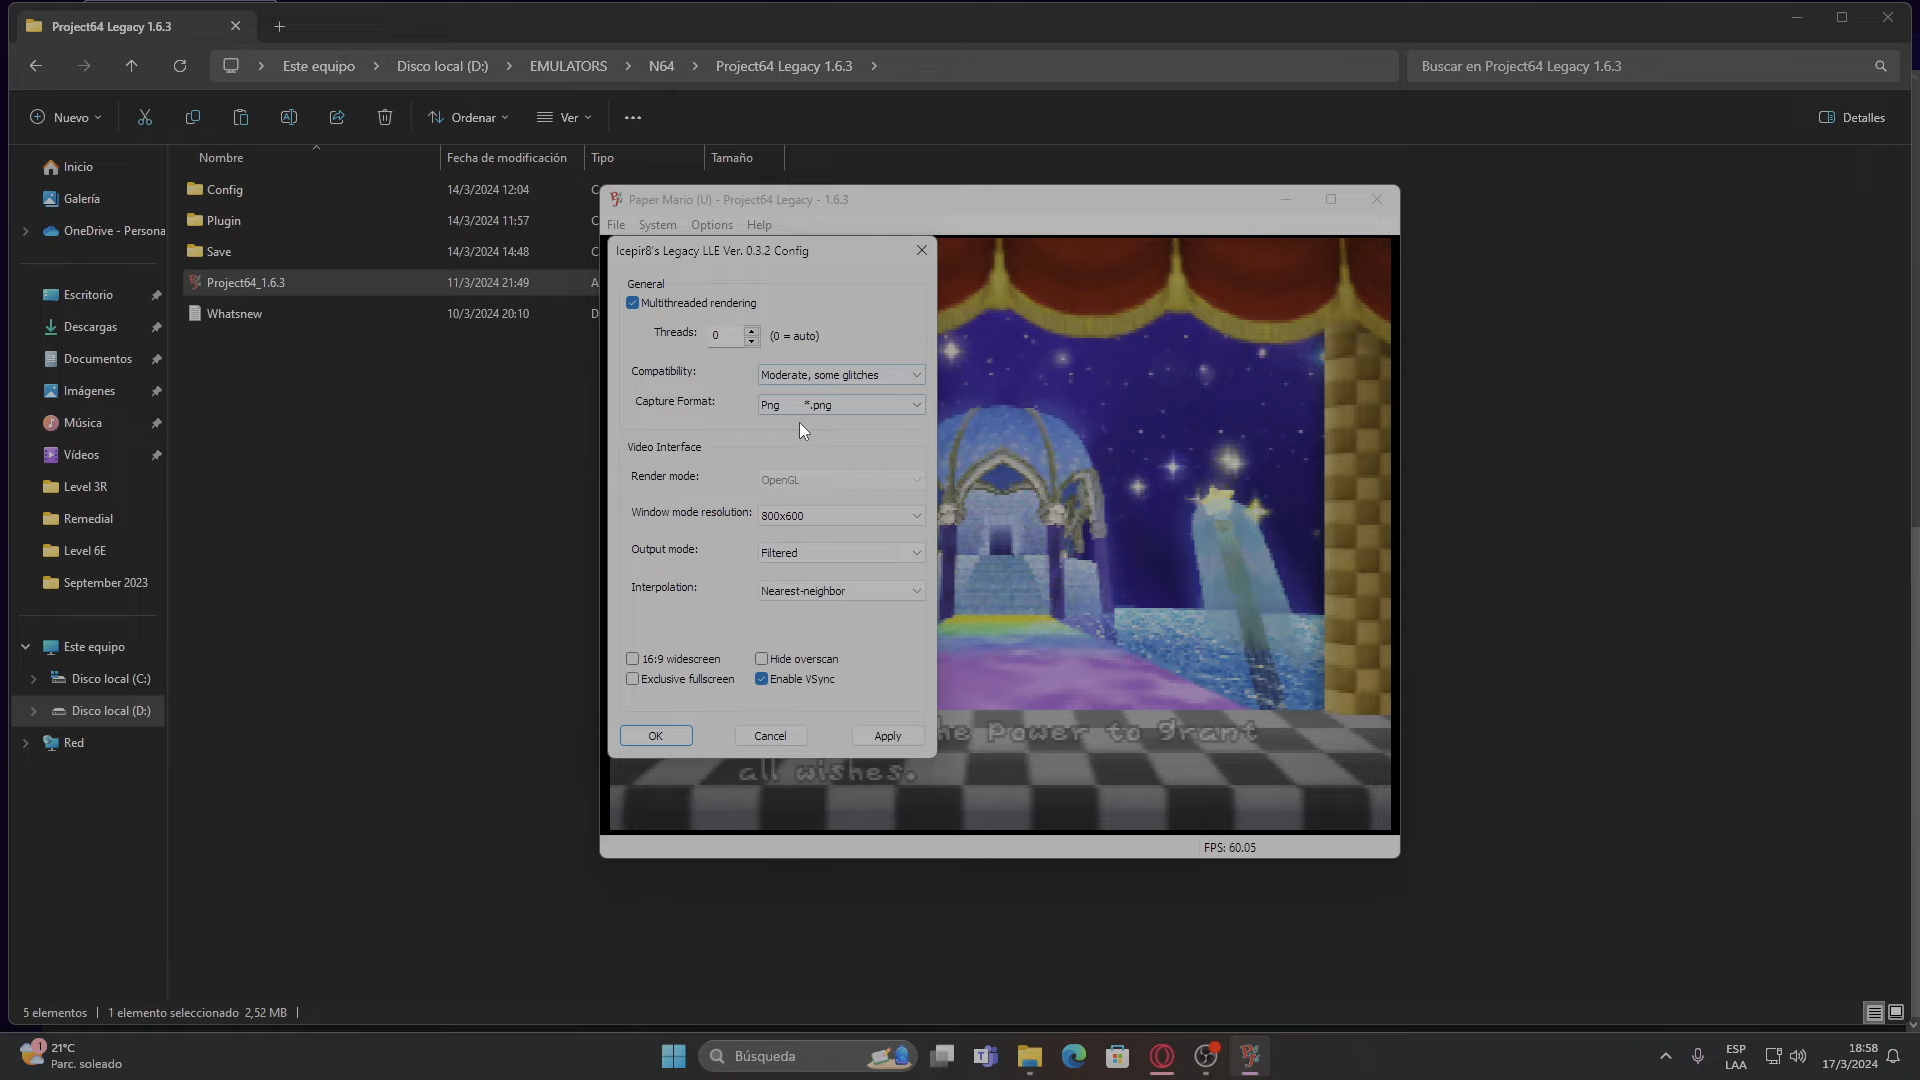 Project64 Legacy 1.6.3
Este equipo > Disco local (D:) > EMULATORS > N64 > Project64 Legacy 1.6.3 >
Buscar en Project64 Legacy 1.6.3
Nuevo
Ordenar
Ver
Detalles
Nombre
Fecha de modificación
Tipo
Tamaño
Config 14/3/2024 12:04 C
Plugin 14/3/2024 11:57 C
Save 14/3/2024 14:48 C
Project64_1.6.3 11/3/2024 21:49 A
Whatsnew 10/3/2024 20:10 D
Inicio
Galería
OneDrive - Persona
Escritorio
Descargas
Documentos
Imágenes
Música
Vídeos
Level 3R
Remedial
Level 6E
September 2023
Este equipo
Disco local (C:)
Disco local (D:)
Red
Paper Mario (U) - Project64 Legacy - 1.6.3
File System Options Help
Icepir8's Legacy LLE Ver. 0.3.2 Config
General
Multithreaded rendering
Threads: 0 (0 = auto)
Compatibility: Moderate, some glitches
Capture Format: Png *.png
Video Interface
Render mode: OpenGL
Window mode resolution: 800x600
Output mode: Filtered
Interpolation: Nearest-neighbor
16:9 widescreen
Hide overscan
Exclusive fullscreen
Enable VSync
OK
Cancel
Apply
he power to grant
all wishes.
FPS: 60.05
5 elementos | 1 elemento seleccionado 2,52 MB |
1
21°C
Parc. soleado
Búsqueda
ESP
LAA
18:58
17/3/2024